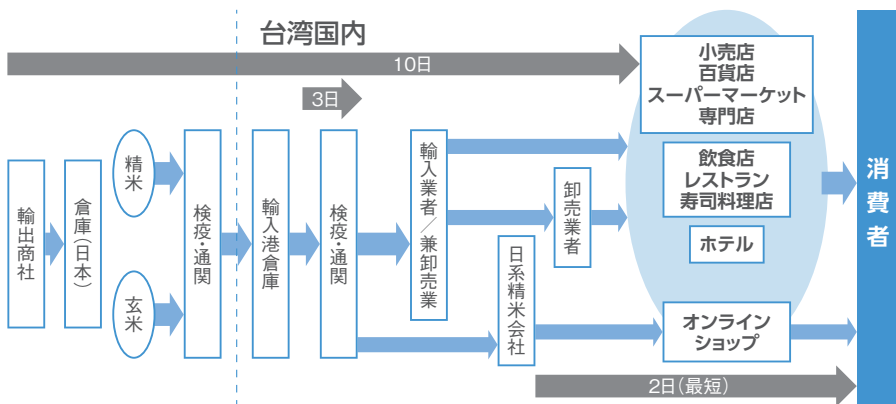 台湾国内
10日
3日
輸出商社
倉庫(日本)
精米
玄米
検疫・通関
輸入港倉庫
検疫・通関
輸入業者/兼卸売業
日系精米会社
卸売業者
小売店
百貨店
スーパーマーケット
専門店
飲食店
レストラン
寿司料理店
ホテル
オンライン
ショップ
消費者
2日(最短)